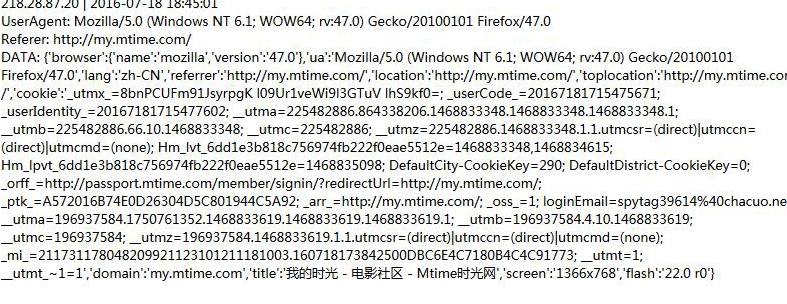 218.28.87.20 | 2016-07-18 18:45:01
UserAgent: Mozilla/5.0 (Windows NT 6.1; WOW64; rv:47.0) Gecko/20100101 Firefox/47.0
Referer: http://my.mtime.com/
DATA: {'browser':{'name':'mozilla','version':'47.0'},'ua':'Mozilla/5.0 (Windows NT 6.1; WOW64; rv:47.0) Gecko/20100101
Firefox/47.0','lang':'zh-CN','referrer':'http://my.mtime.com/','location':'http://my.mtime.com/','toplocation':'http://my.mtime.com
/','cookie':'_utmx_=8bnPCUFm91JsyrpgK l09Ur1veWi9I3GTuV lhS9kf0=; _userCode_=20167181715475671;
_userIdentity_=20167181715477602; __utma=225482886.864338206.1468833348.1468833348.1468833348.1;
__utmb=225482886.66.10.1468833348; __utmc=225482886; __utmz=225482886.1468833348.1.1.utmcsr=(direct)|utmccn=
(direct)|utmcmd=(none); Hm_lvt_6dd1e3b818c756974fb222f0eae5512e=1468833348,1468834615;
Hm_lpvt_6dd1e3b818c756974fb222f0eae5512e=1468835098; DefaultCity-CookieKey=290; DefaultDistrict-CookieKey=0;
_orff_=http://passport.mtime.com/member/signin/?redirectUrl=http://my.mtime.com/;
_ptk_=A572016B74E0D26304D5C801944C5A92; _arr_=http://my.mtime.com/; _oss_=1; loginEmail=spytag39614%40chacuo.ne
__utma=196937584.1750761352.1468833619.1468833619.1468833619.1; __utmb=196937584.4.10.1468833619;
__utmc=196937584; __utmz=196937584.1468833619.1.1.utmcsr=(direct)|utmccn=(direct)|utmcmd=(none);
_mi_=21173117804820992112310121181003.160718173842500DBC6E4C7180B4C4C91773; __utmt=1;
__utmt_~1=1','domain':'my.mtime.com','title':'我的时光 - 电影社区 - Mtime时光网','screen':'1366x768','flash':'22.0 r0'}